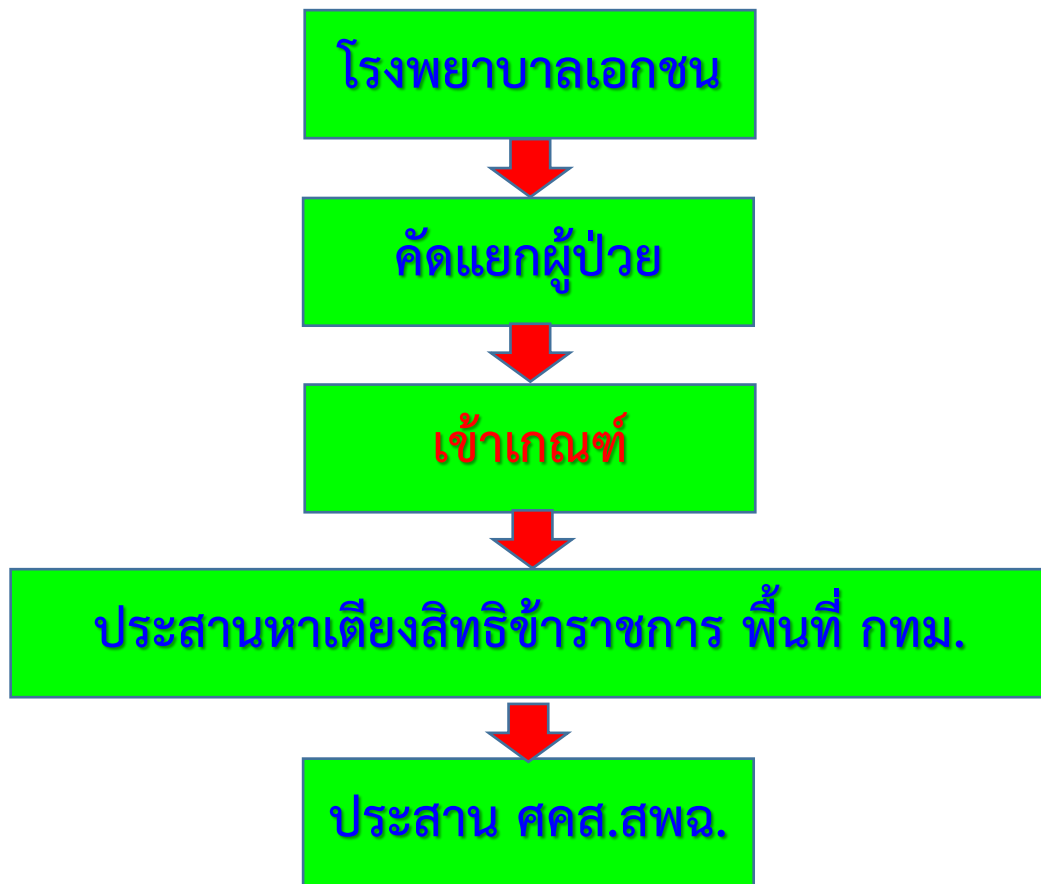 โรงพยาบาลเอกชน
คัดแยกผู้ป่วย
เข้าเกณฑ์
ประสานหาเตียงสิทธิข้าราชการ พื้นที่ กทม.
ประสาน ศคส.สพฉ.